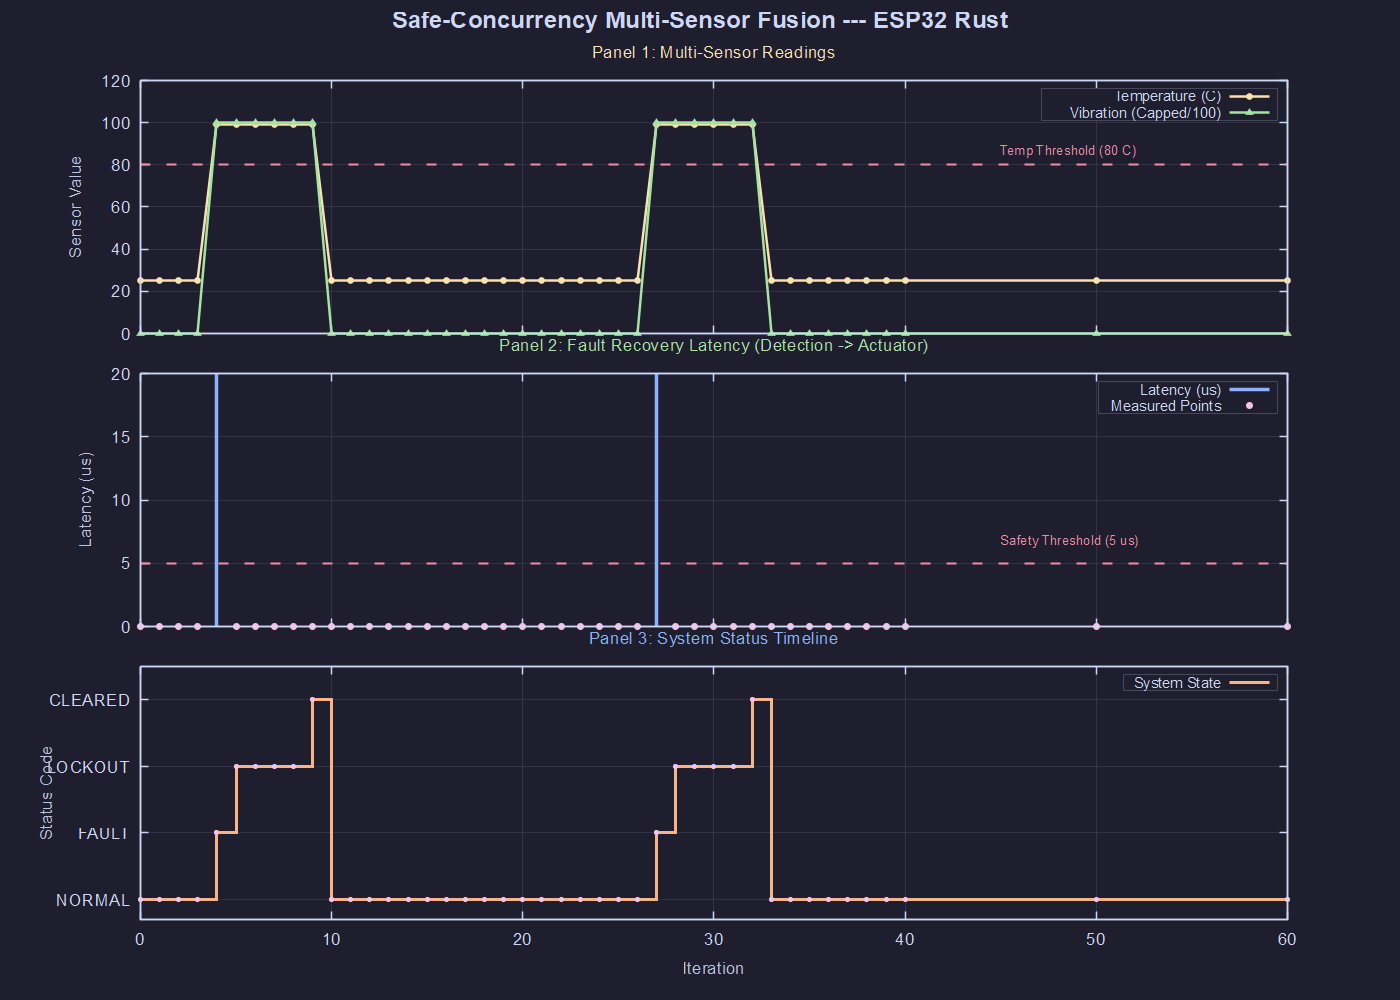 Safe-Concurrency Multi-Sensor Fusion --- ESP32 Rust
Panel 1: Multi-Sensor Readings
120
100
80
60
40
20
0
Sensor Value
Temperature (C)
Vibration (Capped/100)
Temp Threshold (80 C)
Panel 2: Fault Recovery Latency (Detection -> Actuator)
20
15
10
5
0
Latency (us)
Latency (us)
Measured Points
Safety Threshold (5 us)
Panel 3: System Status Timeline
CLEARED
LOCKOUT
FAULT
NORMAL
Status Code
System State
0 10 20 30 40 50 60
Iteration